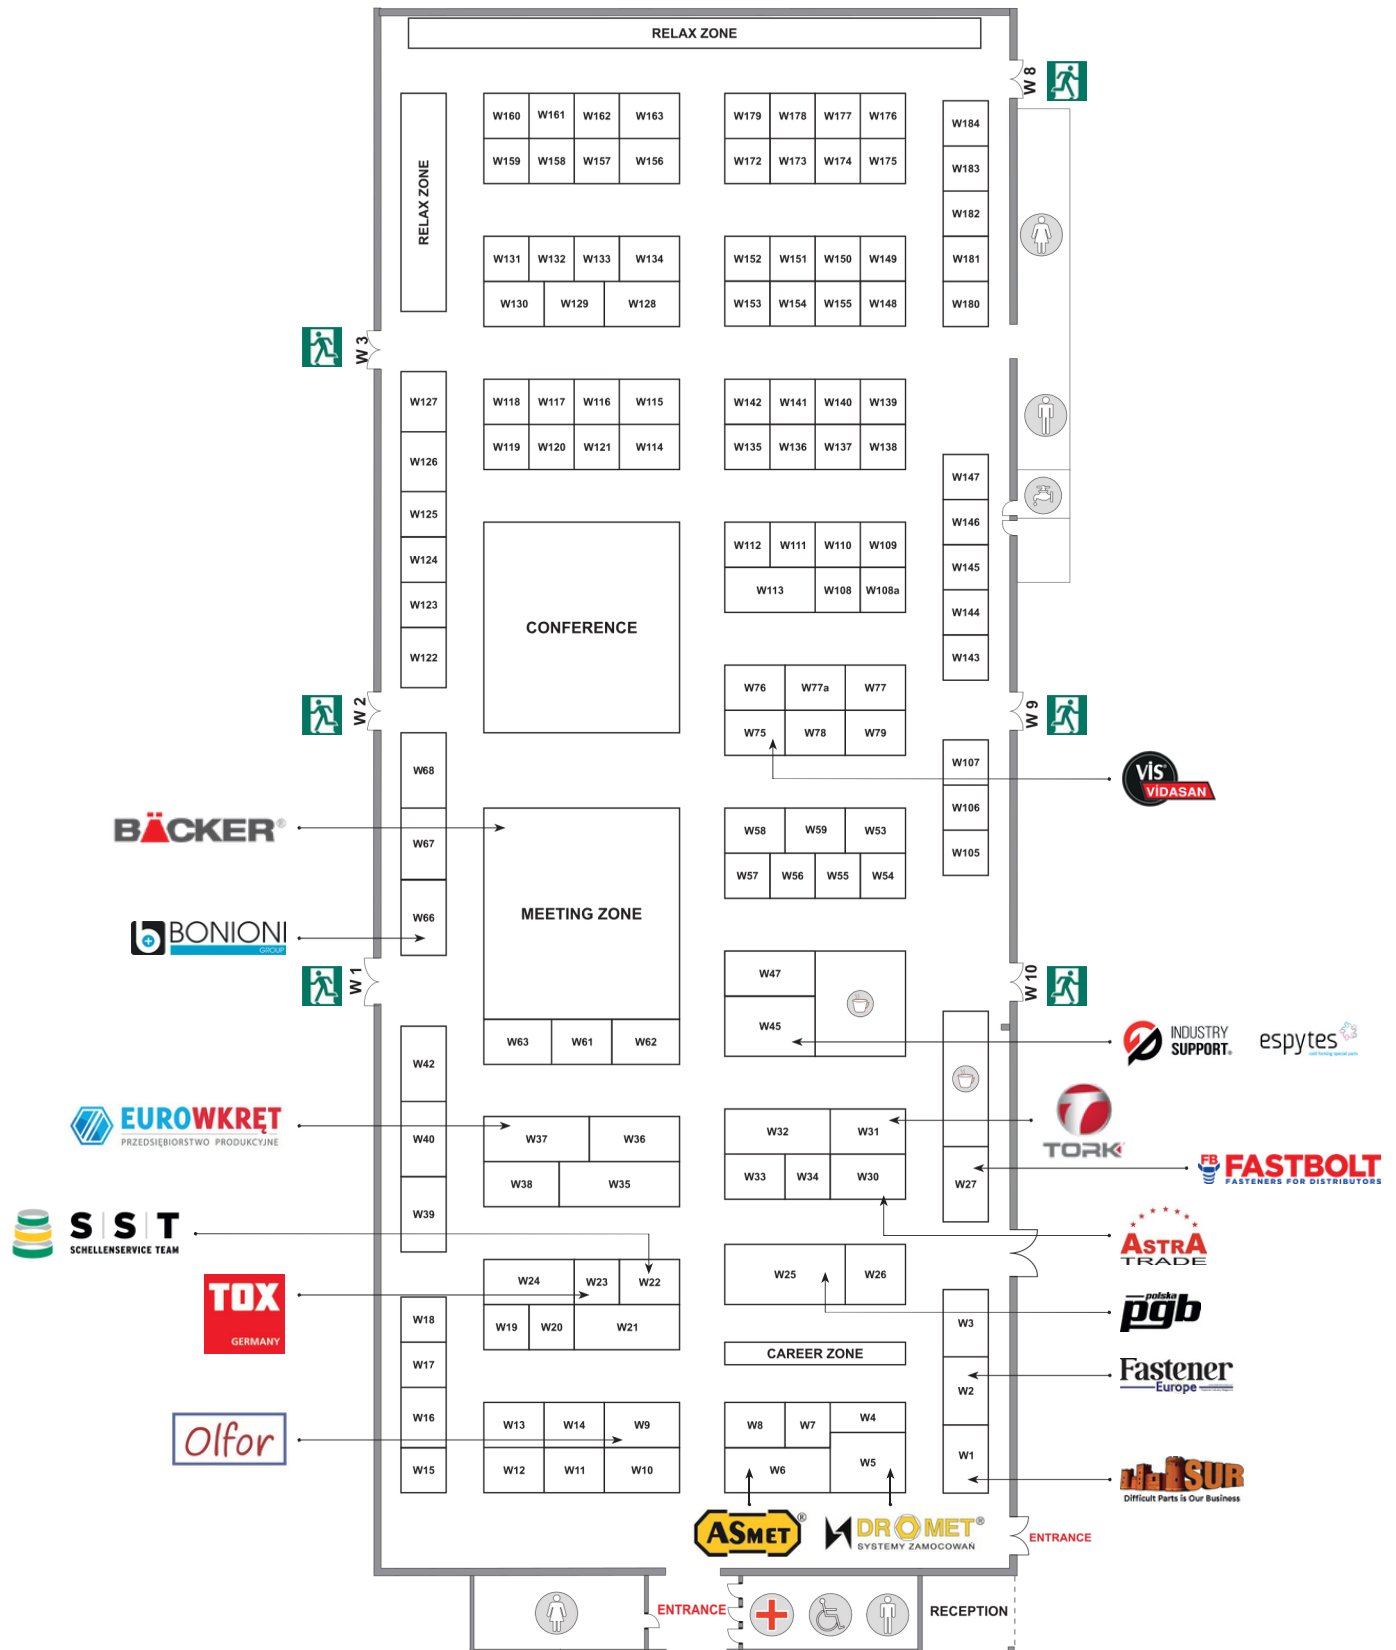 RELAX ZONE
W 8
W160 W161 W162 W163
W179 W178 W177 W176
W184
W159 W158 W157 W156
W172 W173 W174 W175
W183
RELAX ZONE
W182
W131 W132 W133 W134
W152 W151 W150 W149
W181
W130 W129 W128
W153 W154 W155 W148
W180
W 3
W127
W118 W117 W116 W115
W142 W141 W140 W139
W119 W120 W121 W114
W135 W136 W137 W138
W126
W147
W125
W146
W112 W111 W110 W109
W124
W145
W113 W108 W108a
W123
W144
CONFERENCE
W122
W143
W76 W77a W77
W 2
W 9
W75 W78 W79
W68
W107
VİS®
VİDASAN
W106
BÄCKER®
W67
W58 W59 W53
W105
W57 W56 W55 W54
MEETING ZONE
W66
BONIONI
GROUP
W 1
W47
W 10
W45
INDUSTRY
SUPPORT®
espytes
cold forming special parts
W63 W61 W62
W42
EUROWKRĘT
PRZEDSIĘBIORSTWO PRODUKCYJNE
W40
W37 W36
W32 W31
T
TORK
W38 W35
W33 W34 W30
W27
FB
FASTBOLT
FASTENERS FOR DISTRIBUTORS
W39
S|S|T
SCHELLENSERVICE TEAM
ASTRA
TRADE
W24 W23 W22
W25 W26
TOX
GERMANY
polska
pgb
W18
W19 W20 W21
W3
CAREER ZONE
W17
Fastener
Europe
W2
W16
W13 W14 W9
W8 W7 W4
Olfor
W15
W12 W11 W10
W6 W5
W1
SUR
Difficult Parts is Our Business
ASMET®
DROMET®
SYSTEMY ZAMOCOWAŃ
ENTRANCE
ENTRANCE
RECEPTION